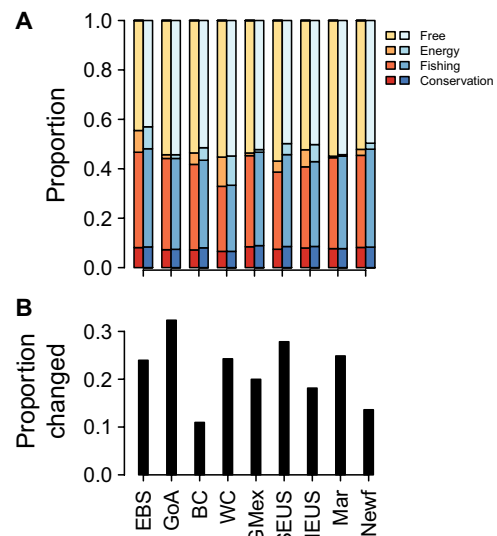 A
1.0
0.8
0.6
0.4
0.2
0.0
Proportion
Free
Energy
Fishing
Conservation
B
0.3
0.2
0.1
0.0
Proportion
changed
EBS
GoA
BC
WC
GMex
SEUS
Mar
Newf